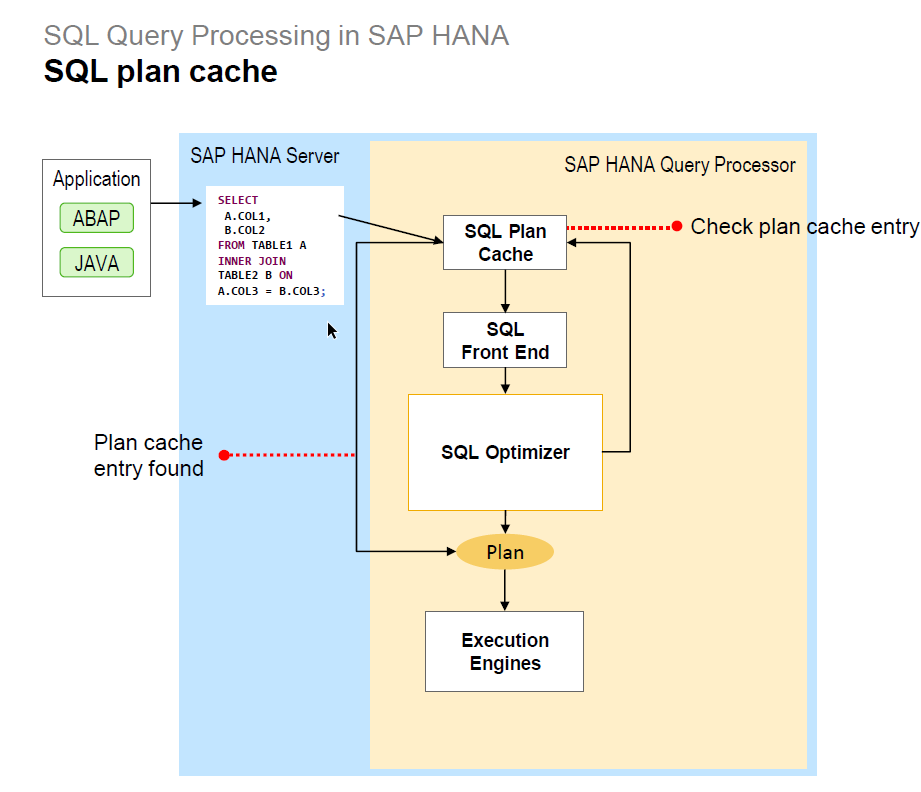 SQL Query Processing in SAP HANA
SQL plan cache
SAP HANA Server
SAP HANA Query Processor
Application
ABAP
JAVA
SELECT
A.COL1,
B.COL2
FROM TABLE1 A
INNER JOIN
TABLE2 B ON
A.COL3 = B.COL3;
SQL Plan
Cache
Check plan cache entry
SQL
Front End
Plan cache
entry found
SQL Optimizer
Plan
Execution
Engines